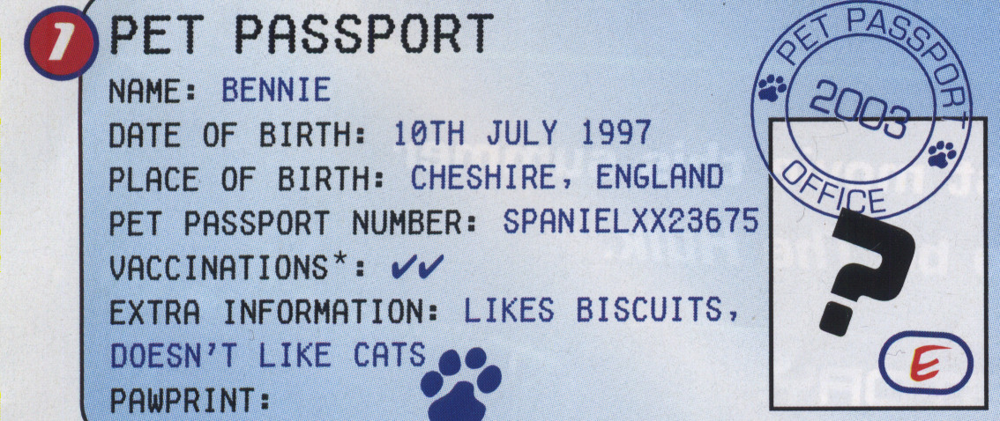 1
PET PASSPORT
NAME: BENNIE
DATE OF BIRTH: 10TH JULY 1997
PLACE OF BIRTH: CHESHIRE, ENGLAND
PET PASSPORT NUMBER: SPANIELXX23675
VACCINATIONS*: ✔✔
EXTRA INFORMATION: LIKES BISCUITS,
DOESN'T LIKE CATS
PAWPRINT:
PET PASSPORT
2003
OFFICE
?
E